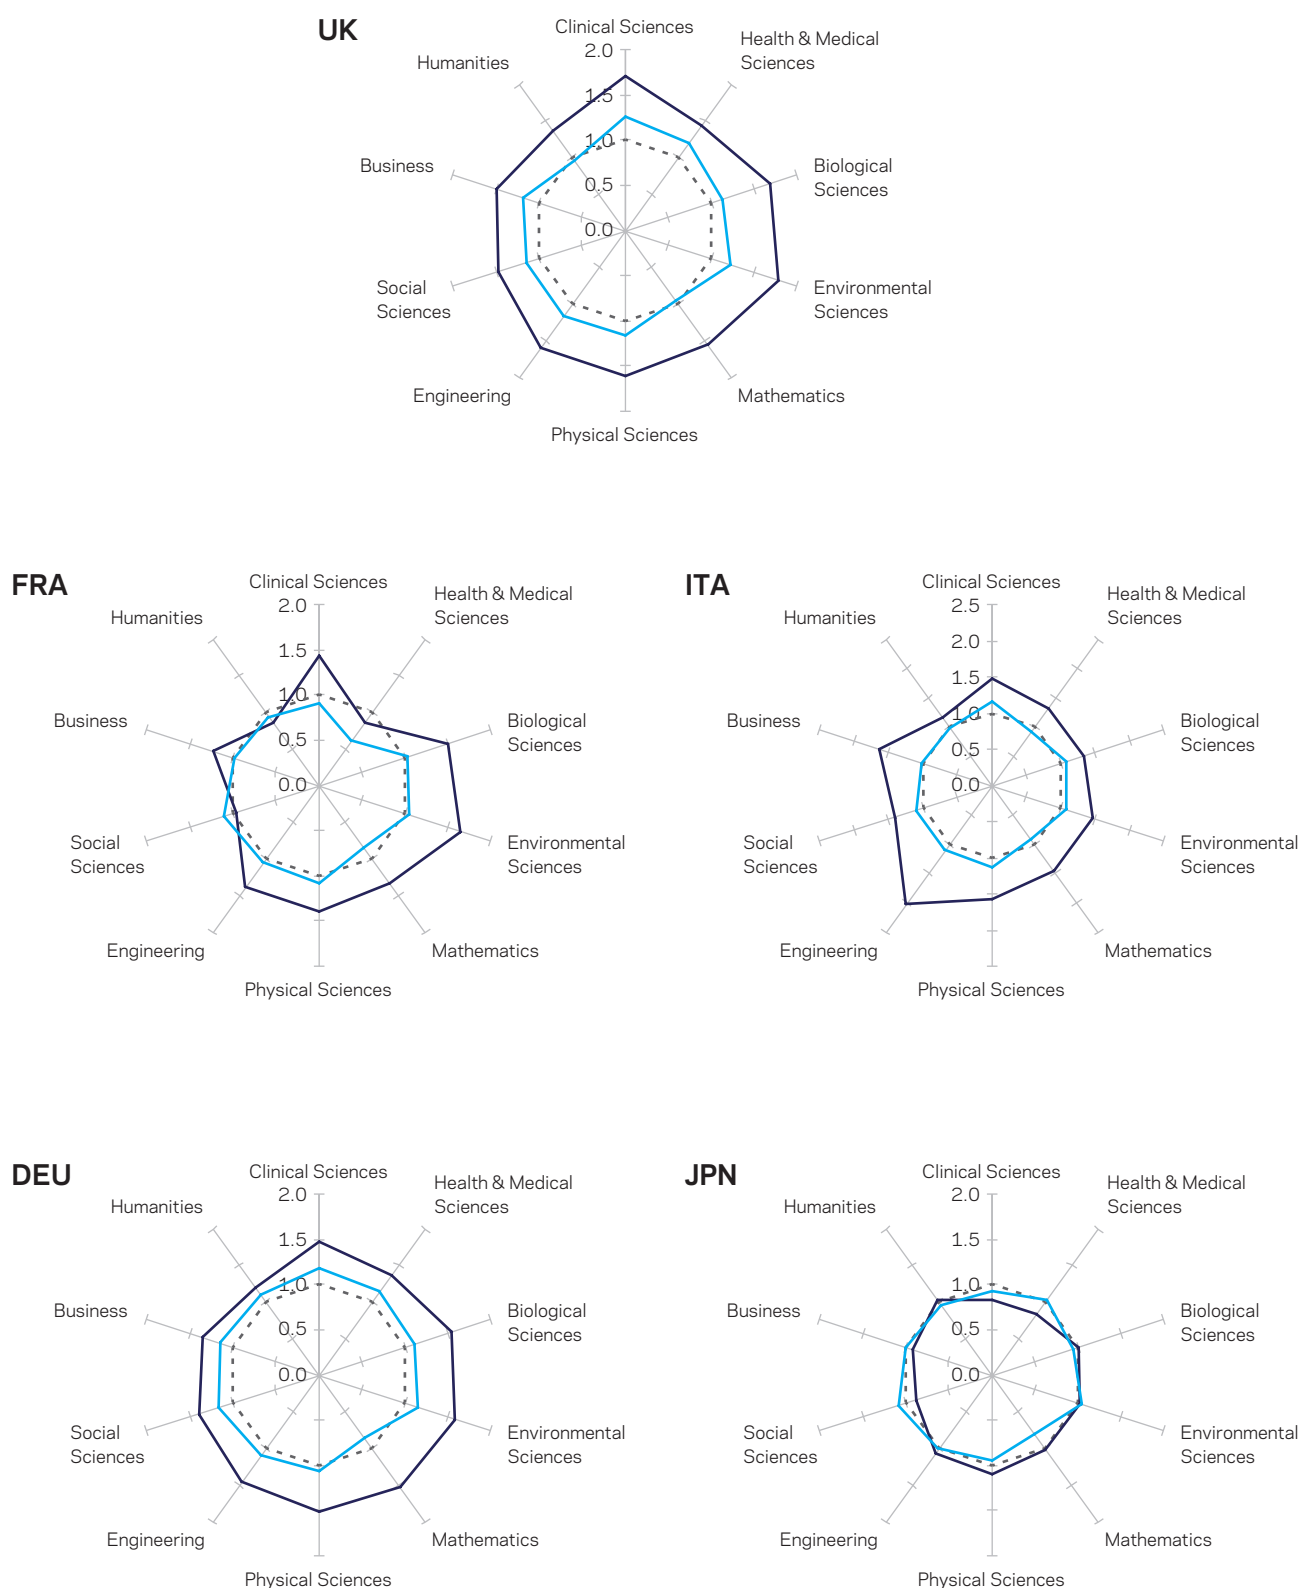 UK
Clinical Sciences
Health & Medical
Sciences
Humanities
2.0
1.5
1.0
0.5
0.0
Business
Biological
Sciences
Social
Sciences
Environmental
Sciences
Engineering
Mathematics
Physical Sciences
FRA
Clinical Sciences
Health & Medical
Sciences
Humanities
2.0
1.5
1.0
0.5
0.0
Business
Biological
Sciences
Social
Sciences
Environmental
Sciences
Engineering
Mathematics
Physical Sciences
ITA
Clinical Sciences
Health & Medical
Sciences
Humanities
2.5
2.0
1.5
1.0
0.5
0.0
Business
Biological
Sciences
Social
Sciences
Environmental
Sciences
Engineering
Mathematics
Physical Sciences
DEU
Clinical Sciences
Health & Medical
Sciences
Humanities
2.0
1.5
1.0
0.5
0.0
Business
Biological
Sciences
Social
Sciences
Environmental
Sciences
Engineering
Mathematics
Physical Sciences
JPN
Clinical Sciences
Health & Medical
Sciences
Humanities
2.0
1.5
1.0
0.5
0.0
Business
Biological
Sciences
Social
Sciences
Environmental
Sciences
Engineering
Mathematics
Physical Sciences